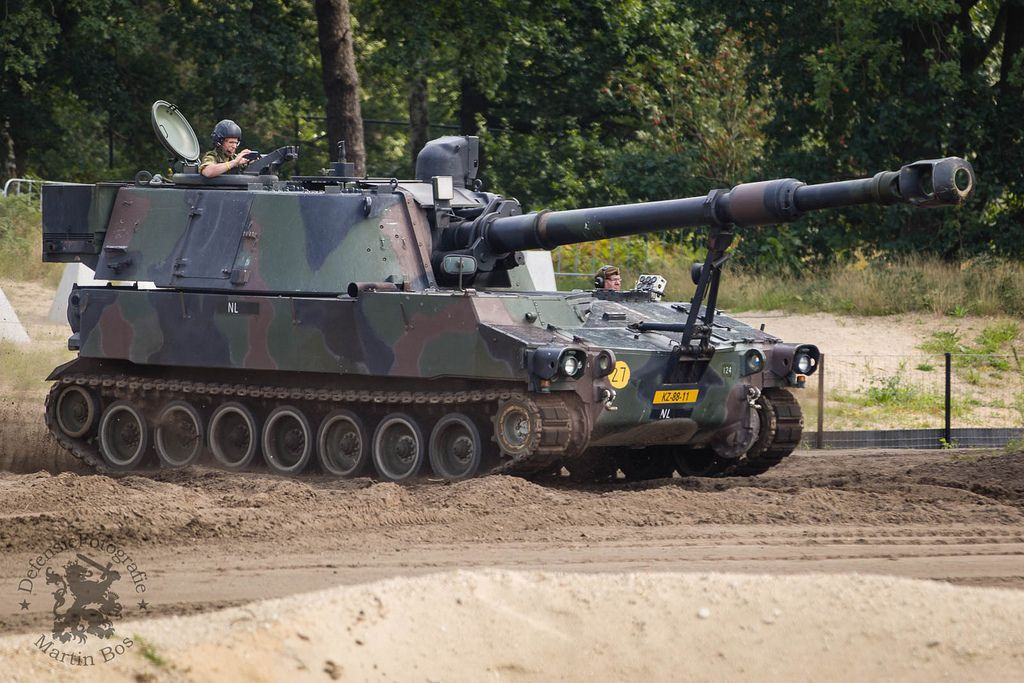 NL
27
KZ-88-11
NL
124
Defensie Fotografie
Martin Bos